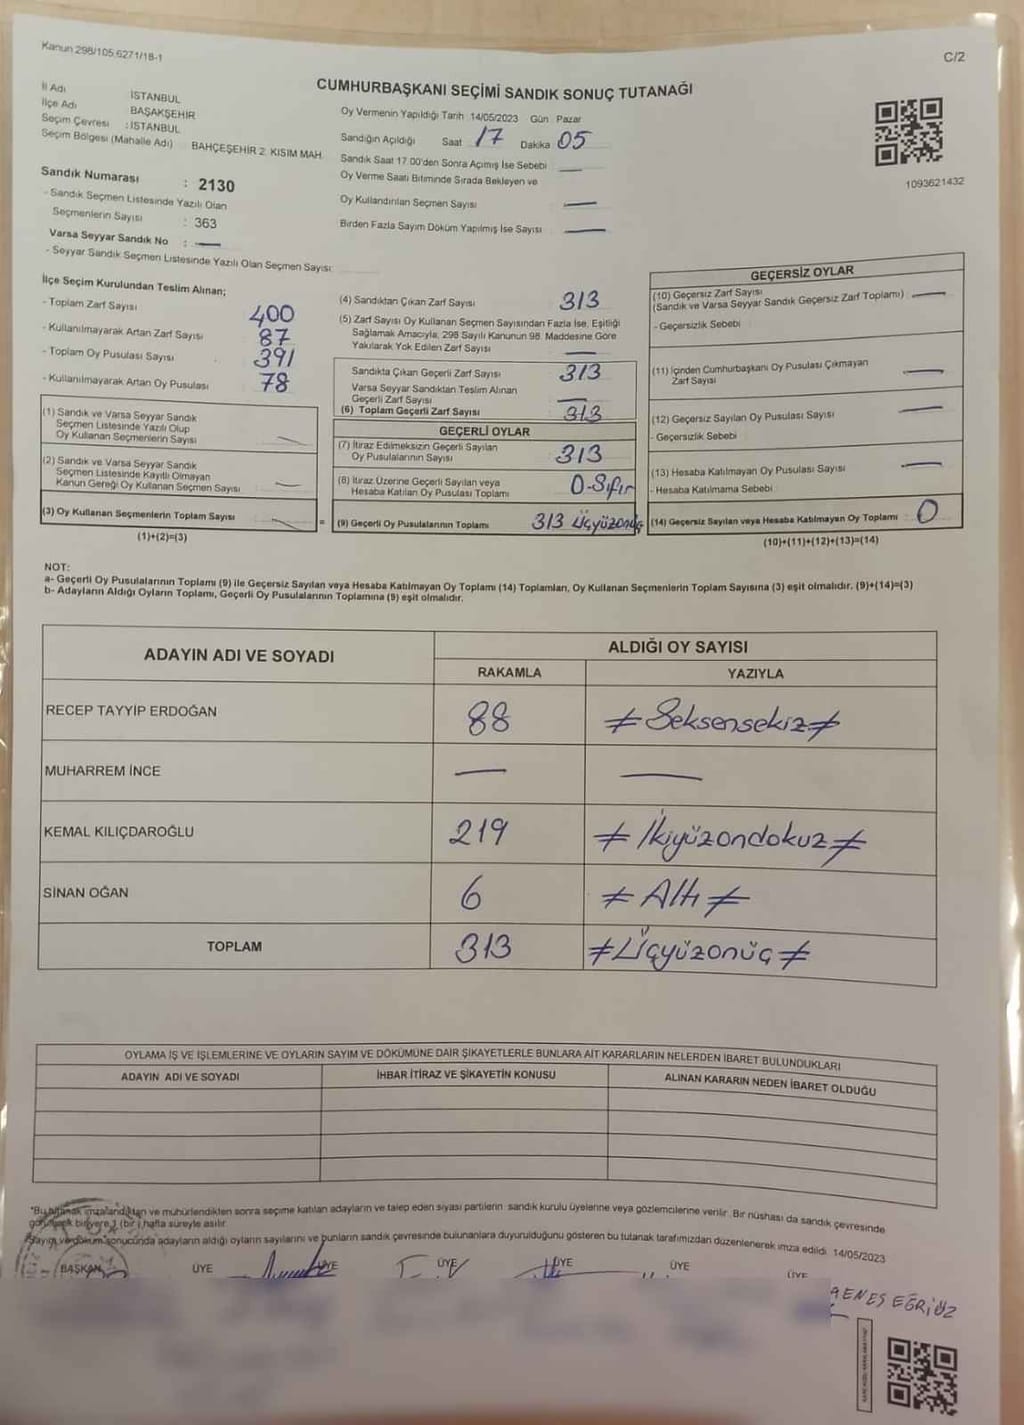 Kanun 298/105,6271/18-1
C/2
CUMHURBAŞKANI SEÇİMİ SANDIK SONUÇ TUTANAĞI
İl Adı İSTANBUL
İlçe Adı BAŞAKŞEHİR
Seçim Çevresi : İSTANBUL
Seçim Bölgesi (Mahalle Adı) BAHÇEŞEHİR 2. KISIM MAH.
Sandık Numarası : 2130
- Sandık Seçmen Listesinde Yazılı Olan
Seçmenlerin Sayısı : 363
Varsa Seyyar Sandık No : —
- Seyyar Sandık Seçmen Listesinde Yazılı Olan Seçmen Sayısı:
Oy Vermenin Yapıldığı Tarih 14/05/2023 Gün Pazar
Sandığın Açıldığı Saat 17 Dakika 05
Sandık Saat 17.00'den Sonra Açımış İse Sebebi —
Oy Verme Saati Bitiminde Sırada Bekleyen ve
Oy Kullandırılan Seçmen Sayısı —
Birden Fazla Sayım Döküm Yapılmış İse Sayısı —
1093621432
İlçe Seçim Kurulundan Teslim Alınan;
- Toplam Zarf Sayısı 400
- Kullanılmayarak Artan Zarf Sayısı 87
- Toplam Oy Pusulası Sayısı 391
- Kullanılmayarak Artan Oy Pusulası 78
(1) Sandık ve Varsa Seyyar Sandık
Seçmen Listesinde Yazılı Olup
Oy Kullanan Seçmenlerin Sayısı —
(2) Sandık ve Varsa Seyyar Sandık
Seçmen Listesinde Kayıtlı Olmayan
Kanun Gereği Oy Kullanan Seçmen Sayısı —
(3) Oy Kullanan Seçmenlerin Toplam Sayısı —
(1)+(2)=(3)
(4) Sandıktan Çıkan Zarf Sayısı 313
(5) Zarf Sayısı Oy Kullanan Seçmen Sayısından Fazla İse, Eşitliği
Sağlamak Amacıyla, 298 Sayılı Kanunun 98. Maddesine Göre
Yakılarak Yok Edilen Zarf Sayısı —
Sandıkta Çıkan Geçerli Zarf Sayısı 313
Varsa Seyyar Sandıktan Teslim Alınan
Geçerli Zarf Sayısı —
(6) Toplam Geçerli Zarf Sayısı 313
GEÇERLİ OYLAR
(7) İtiraz Edilmeksizin Geçerli Sayılan
Oy Pusulalarının Sayısı 313
(8) İtiraz Üzerine Geçerli Sayılan veya
Hesaba Katılan Oy Pusulası Toplamı 0-Sıfır
= (9) Geçerli Oy Pusulalarının Toplamı 313 Üçyüzonüç
GEÇERSİZ OYLAR
(10) Geçersiz Zarf Sayısı
(Sandık ve Varsa Seyyar Sandık Geçersiz Zarf Toplamı) —
- Geçersizlik Sebebi
(11) İçinden Cumhurbaşkanı Oy Pusulası Çıkmayan
Zarf Sayısı —
(12) Geçersiz Sayılan Oy Pusulası Sayısı —
- Geçersizlik Sebebi
(13) Hesaba Katılmayan Oy Pusulası Sayısı —
- Hesaba Katılmama Sebebi
(14) Geçersiz Sayılan veya Hesaba Katılmayan Oy Toplamı : 0
(10)+(11)+(12)+(13)=(14)
NOT:
a- Geçerli Oy Pusulalarının Toplamı (9) ile Geçersiz Sayılan veya Hesaba Katılmayan Oy Toplamı (14) Toplamları, Oy Kullanan Seçmenlerin Toplam Sayısına (3) eşit olmalıdır. (9)+(14)=(3)
b- Adayların Aldığı Oyların Toplamı, Geçerli Oy Pusulalarının Toplamına (9) eşit olmalıdır.
ADAYIN ADI VE SOYADI ALDIĞI OY SAYISI
RAKAMLA YAZIYLA
RECEP TAYYİP ERDOĞAN 88 ≠ Seksensekiz ≠
MUHARREM İNCE — —
KEMAL KILIÇDAROĞLU 219 ≠ İkiyüzondokuz ≠
SİNAN OĞAN 6 ≠ Altı ≠
TOPLAM 313 ≠ Üçyüzonüç ≠
OYLAMA İŞ VE İŞLEMLERİNE VE OYLARIN SAYIM VE DÖKÜMÜNE DAİR ŞİKAYETLERLE BUNLARA AİT KARARLARIN NELERDEN İBARET BULUNDUKLARI
ADAYIN ADI VE SOYADI İHBAR İTİRAZ VE ŞİKAYETİN KONUSU ALINAN KARARIN NEDEN İBARET OLDUĞU
*Bu tutanak imzalandıktan ve mühürlendikten sonra seçime katılan adayların ve talep eden siyasi partilerin sandık kurulu üyelerine veya gözlemcilerine verilir. Bir nüshası da sandık çevresinde
görülecek bir yere 1 (bir) hafta süreyle asılır.
*Sayım ve döküm sonucunda adayların aldığı oyların sayılarını ve bunların sandık çevresinde bulunanlara duyurulduğunu gösteren bu tutanak tarafımızdan düzenlenerek imza edildi. 14/05/2023
BAŞKAN ÜYE ÜYE ÜYE ÜYE ÜYE ÜYE
ENES EĞRİÖZ